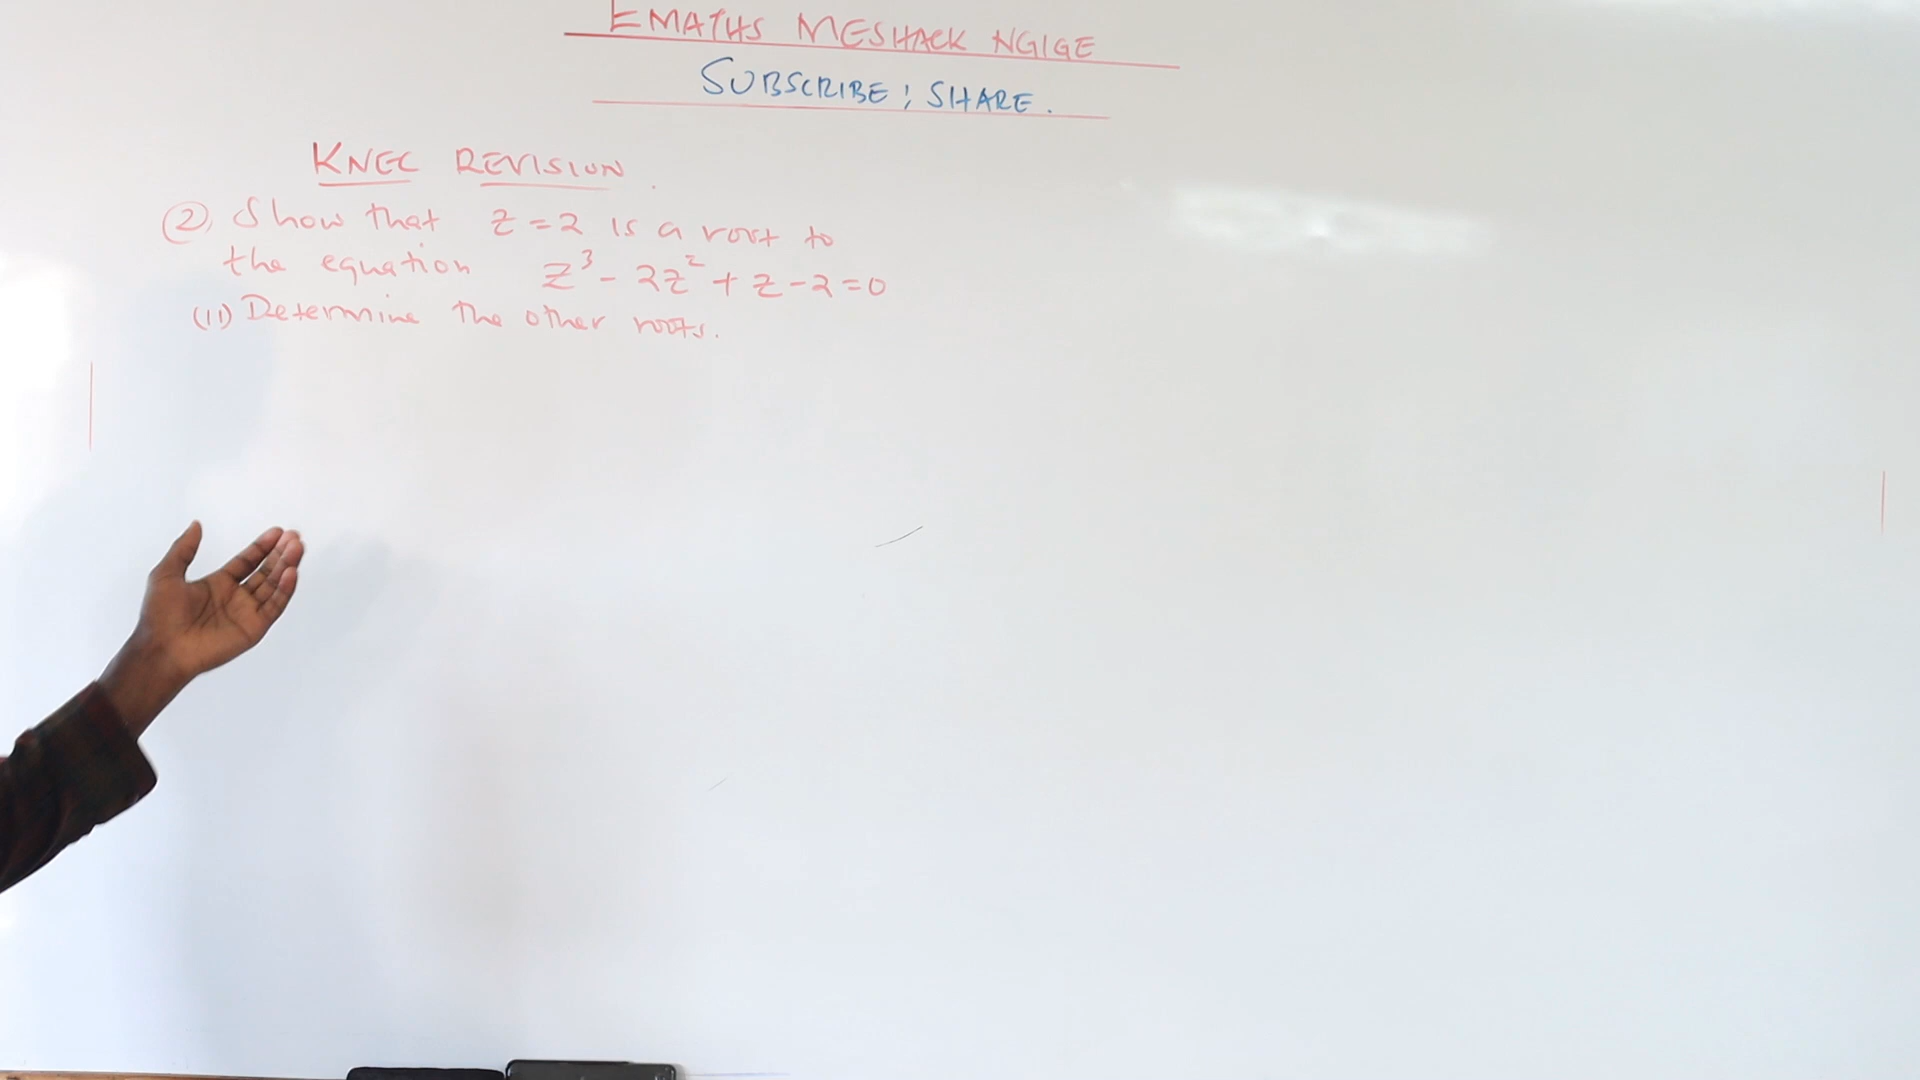 EMATHS MESHACK NGIGE
SUBSCRIBE; SHARE.
KNEC REVISION.
(2) Show that z=2 is a root to
the equation z³ - 2z² + z - 2 = 0
(11) Determine the other roots.